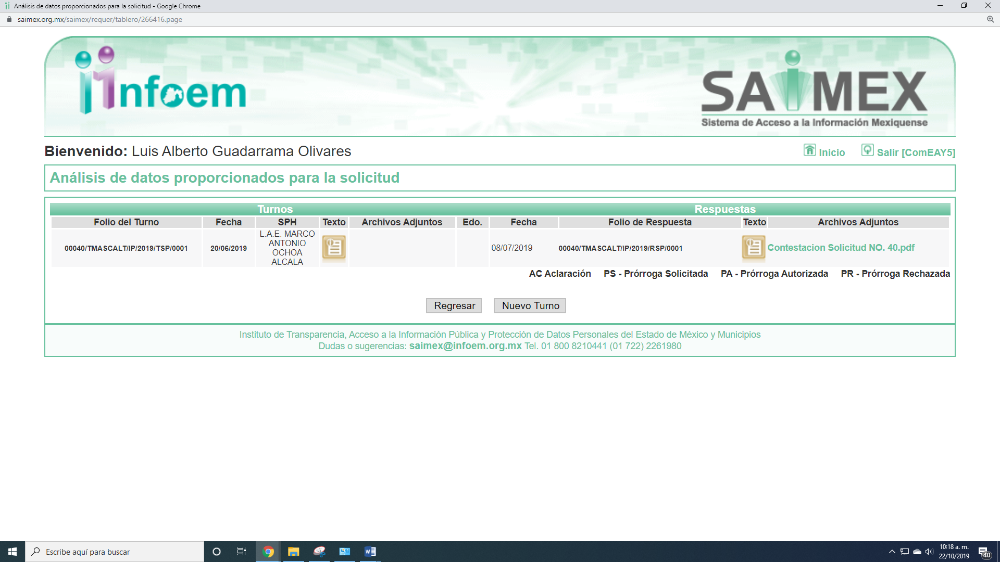 Análisis de datos proporcionados para la solicitud - Google Chrome
saimex.org.mx/saimex/requer/tablero/266416.page
infoem
SAIMEX
Sistema de Acceso a la Información Mexiquense
Bienvenido: Luis Alberto Guadarrama Olivares
Inicio Salir [ComEAY5]
Análisis de datos proporcionados para la solicitud
Turnos Respuestas
Folio del Turno Fecha SPH Texto Archivos Adjuntos Edo. Fecha Folio de Respuesta Texto Archivos Adjuntos
00040/TMASCALT/IP/2019/TSP/0001 20/06/2019 L.A.E. MARCO
ANTONIO
OCHOA
ALCALA
08/07/2019 00040/TMASCALT/IP/2019/RSP/0001 Contestacion Solicitud NO. 40.pdf
AC Aclaración PS - Prórroga Solicitada PA - Prórroga Autorizada PR - Prórroga Rechazada
Regresar Nuevo Turno
Instituto de Transparencia, Acceso a la Información Pública y Protección de Datos Personales del Estado de México y Municipios
Dudas o sugerencias: saimex@infoem.org.mx Tel. 01 800 8210441 (01 722) 2261980
Escribe aquí para buscar
10:18 a. m.
22/10/2019
40